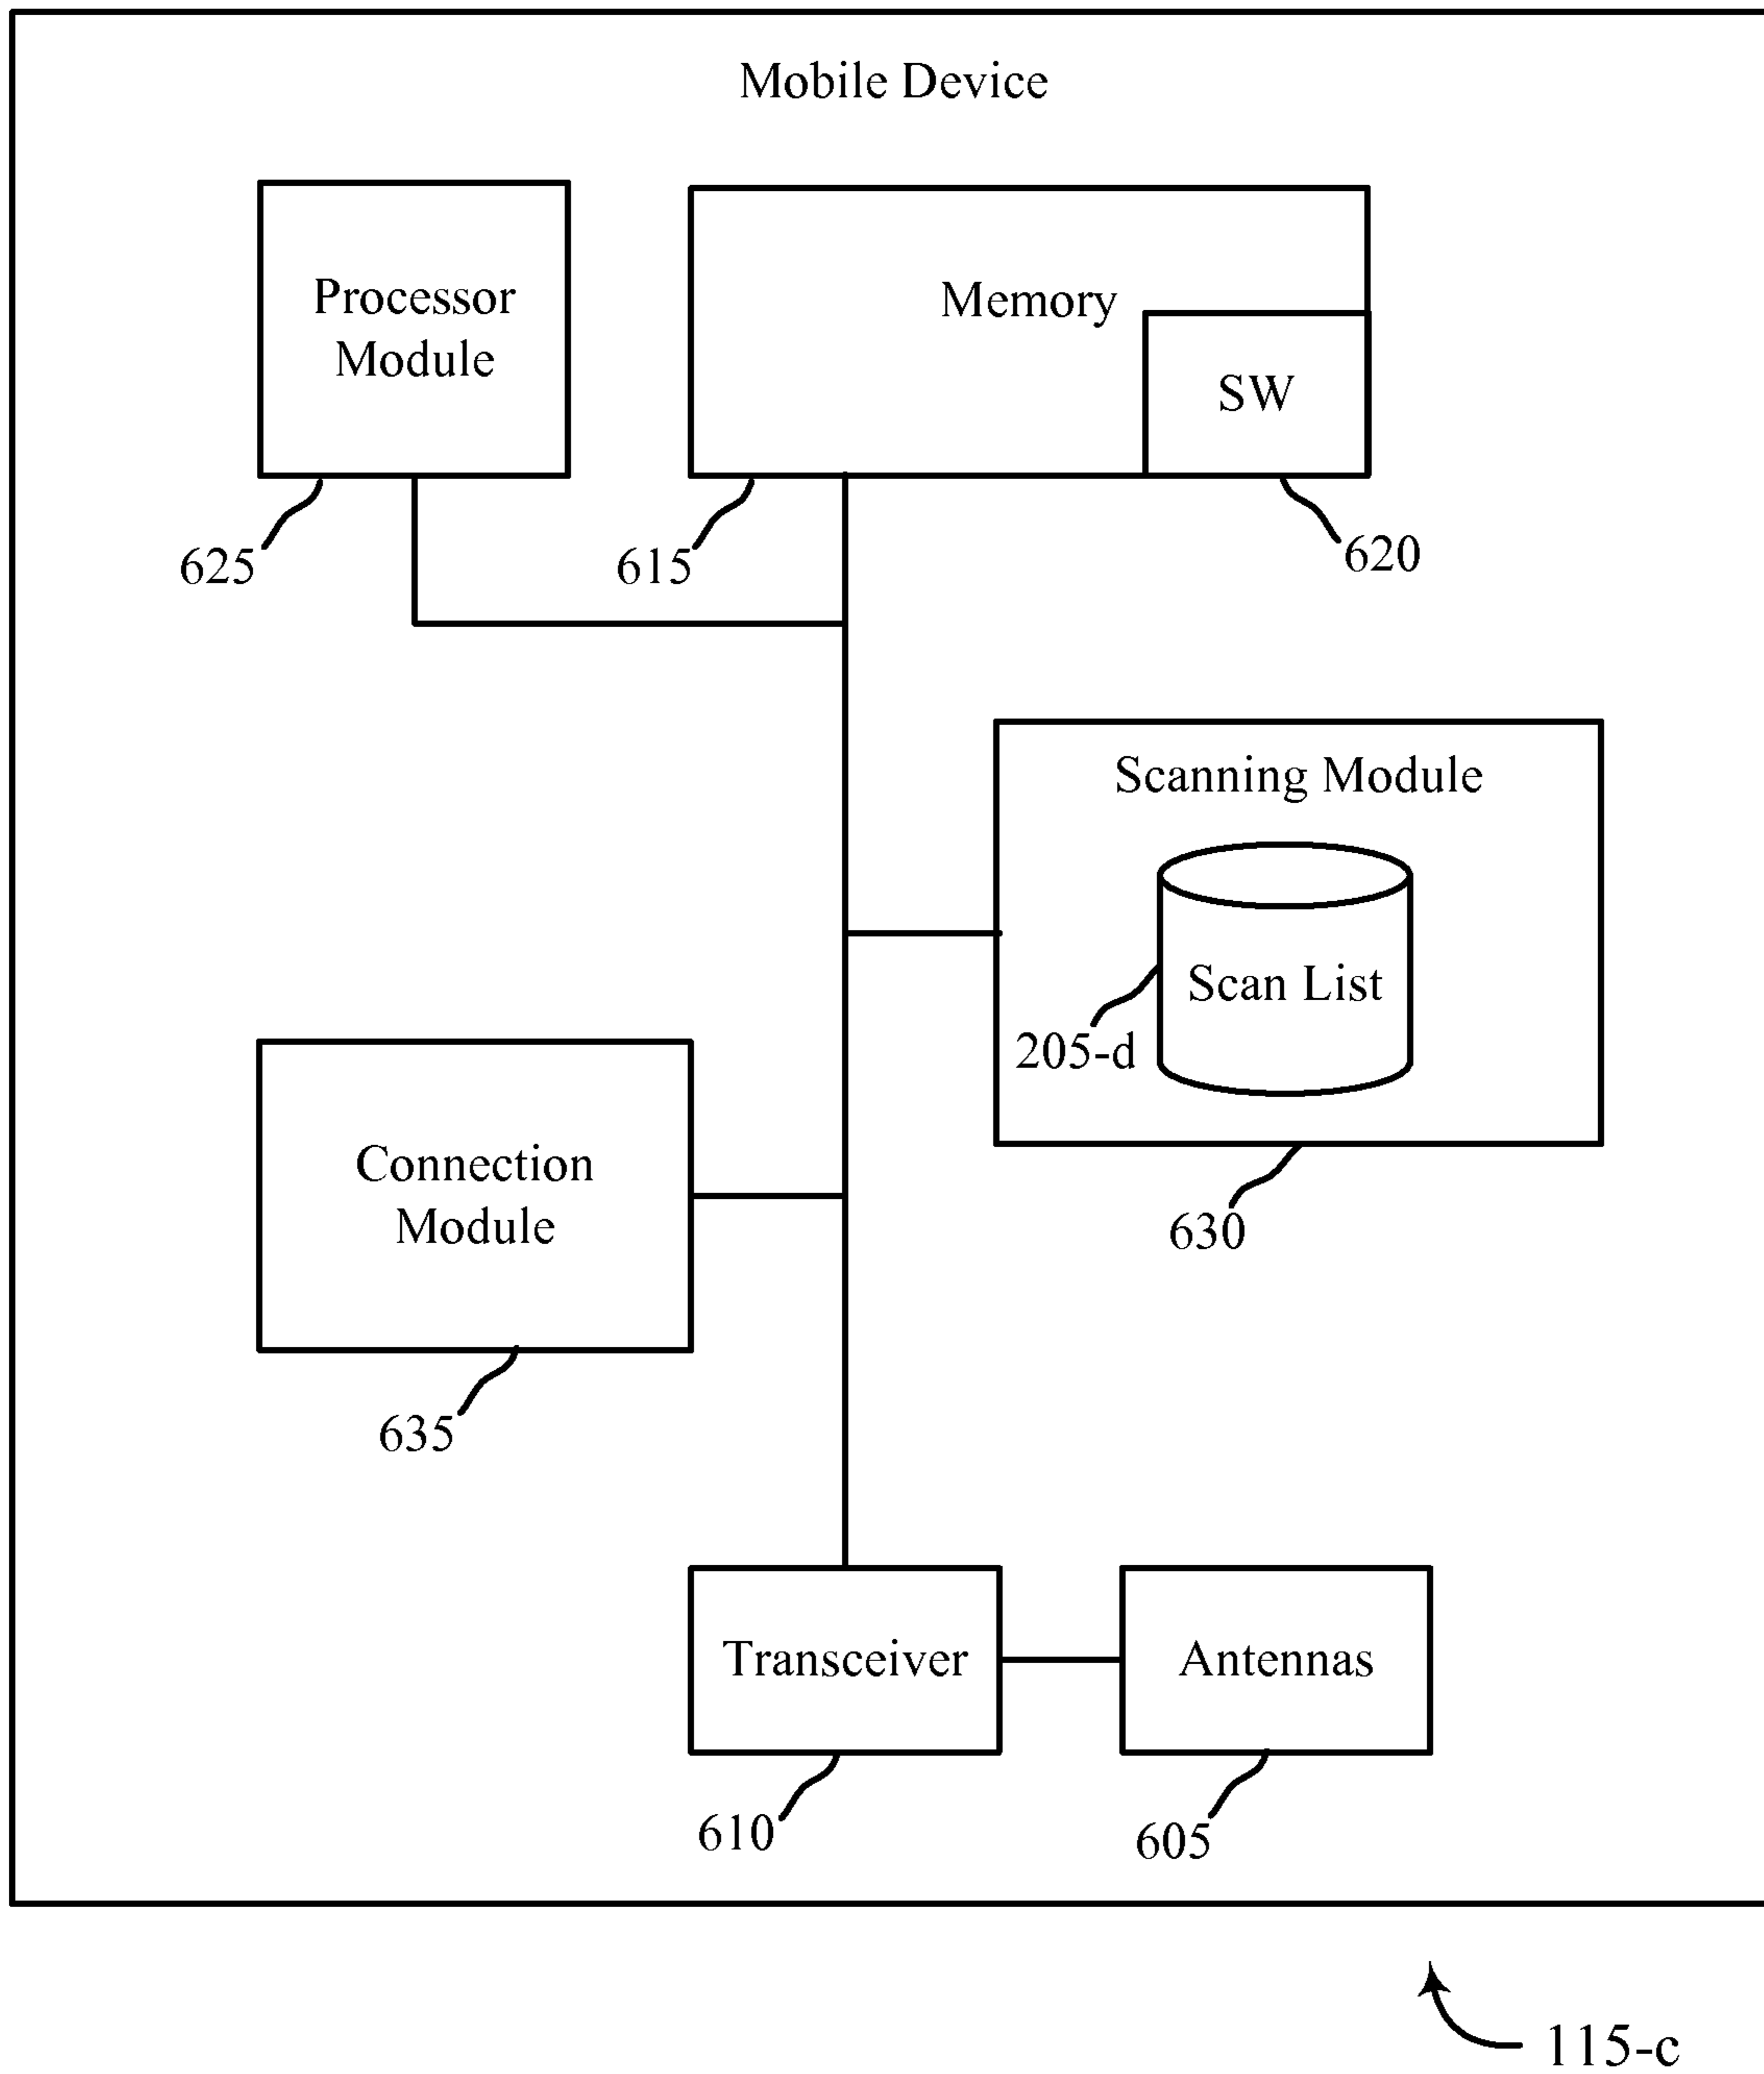 Mobile Device
Processor
Module
Memory
SW
625
615
620
Scanning Module
Scan List
205-d
Connection
Module
630
635
Transceiver
Antennas
610
605
115-c